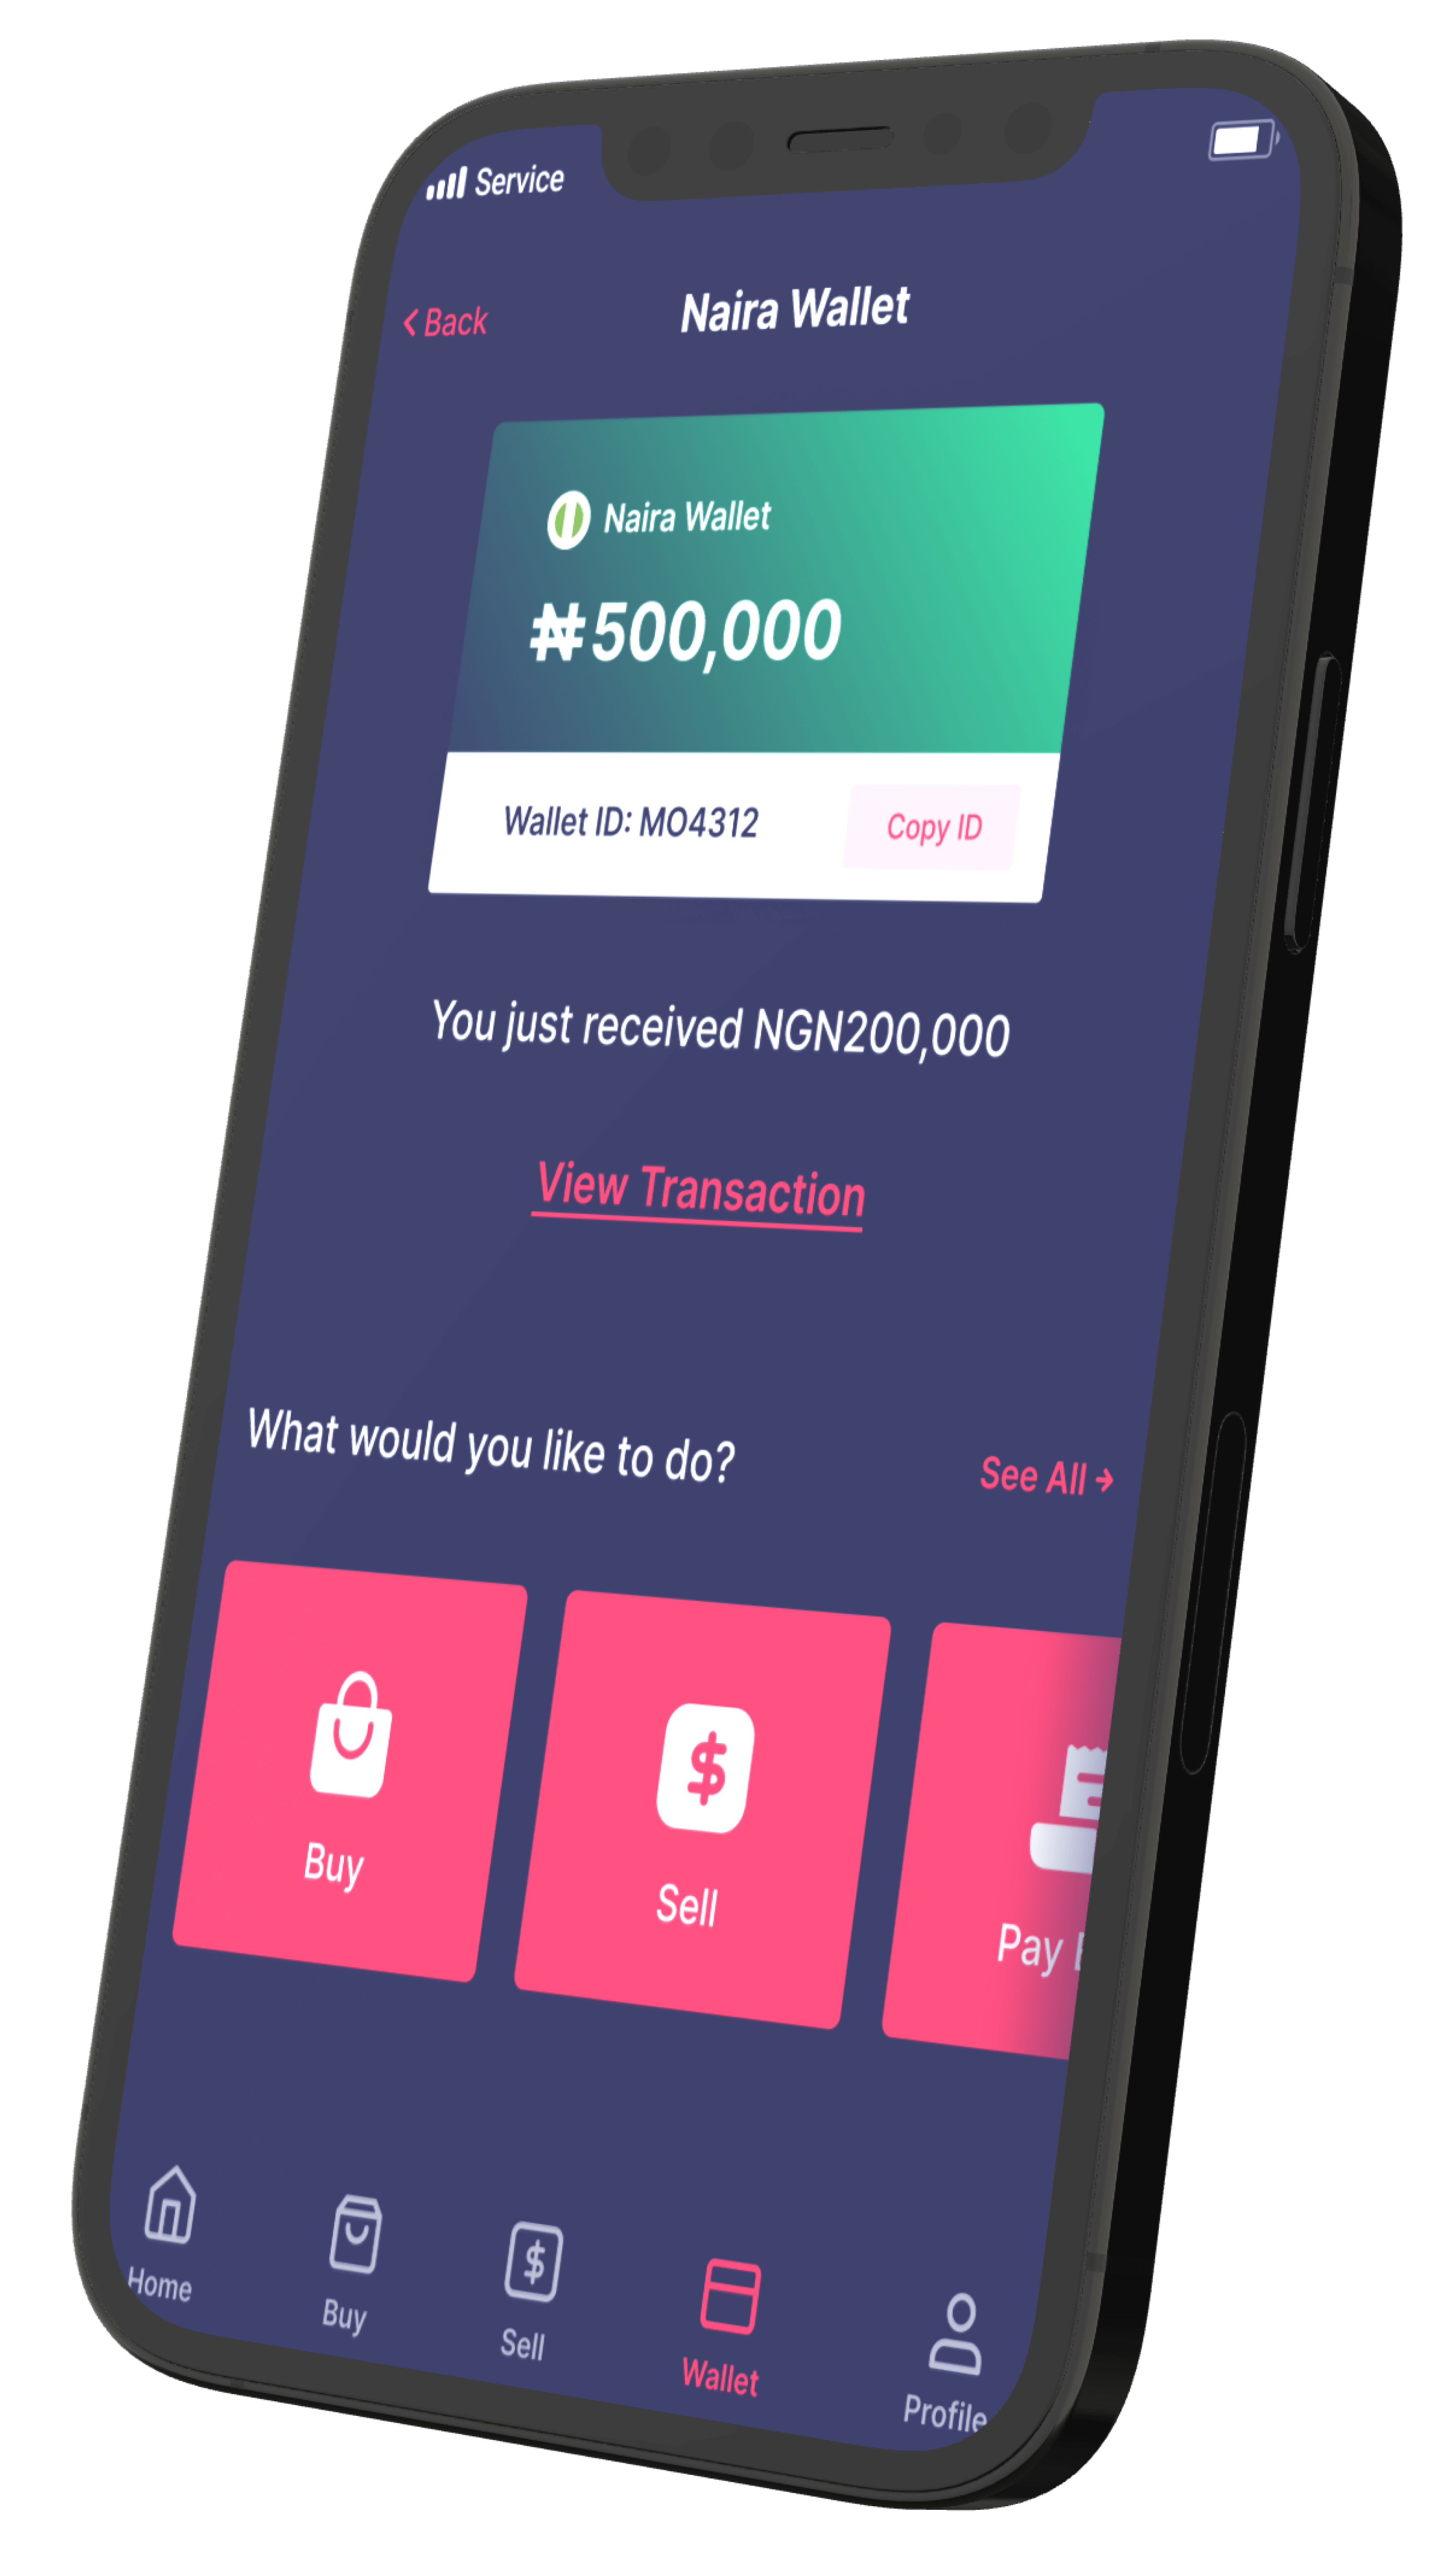 Service
Back
Naira Wallet
Naira Wallet
₦500,000
Wallet ID: MO4312
Copy ID
You just received NGN200,000
View Transaction
What would you like to do?
See All →
Buy
Sell
Pay
Home
Buy
Sell
Wallet
Profile